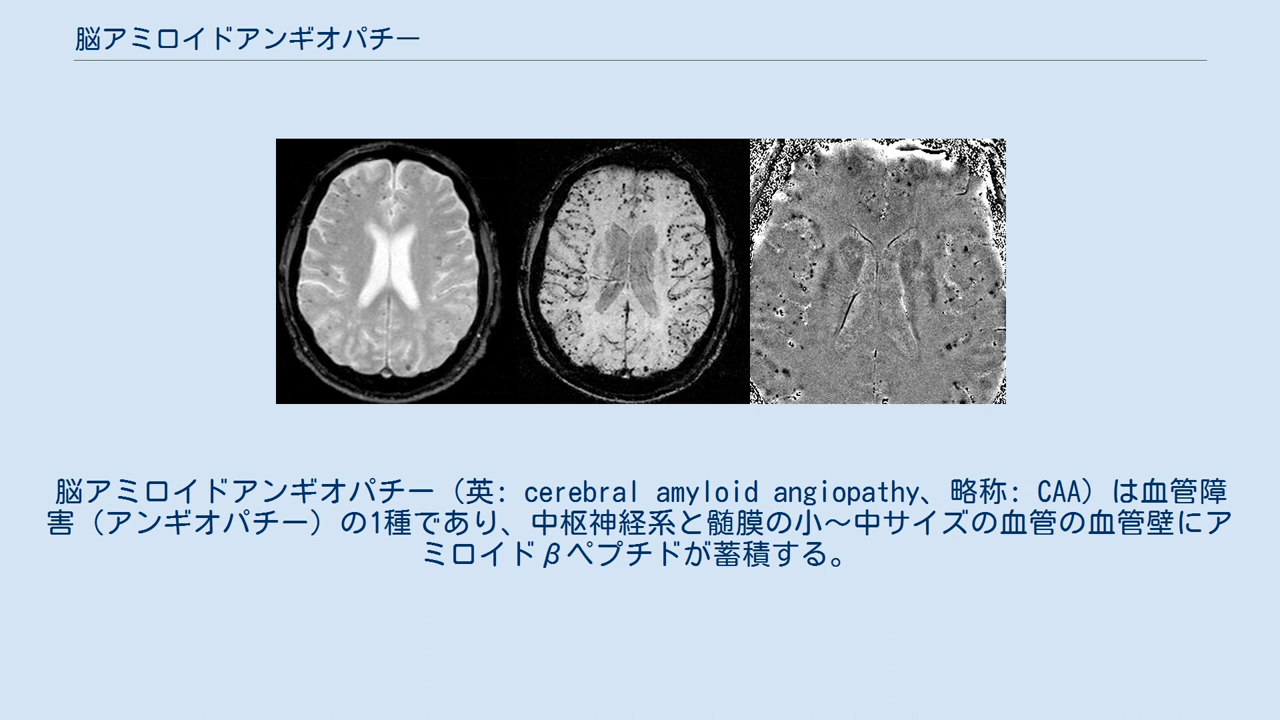 脳アミロイドアンギオパチー
脳アミロイドアンギオパチー（英: cerebral amyloid angiopathy、略称: CAA）は血管障
害（アンギオパチー）の1種であり、中枢神経系と髄膜の小～中サイズの血管の血管壁にア
ミロイドβペプチドが蓄積する。